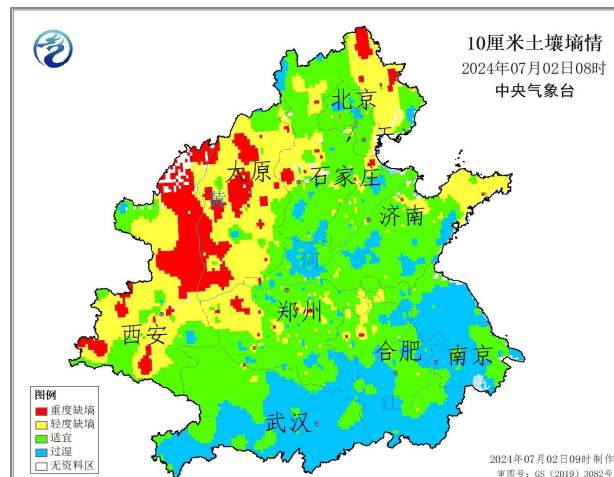 10厘米土壤墒情
2024年07月02日08时
中央气象台
北京
天
太原
石家庄
黄
济南
河
郑州
西安
合肥
南京
江
武汉
图例
重度缺墒
轻度缺墒
适宜
过湿
无资料区
2024年07月02日09时制作
审图号: GS (2019) 3082号